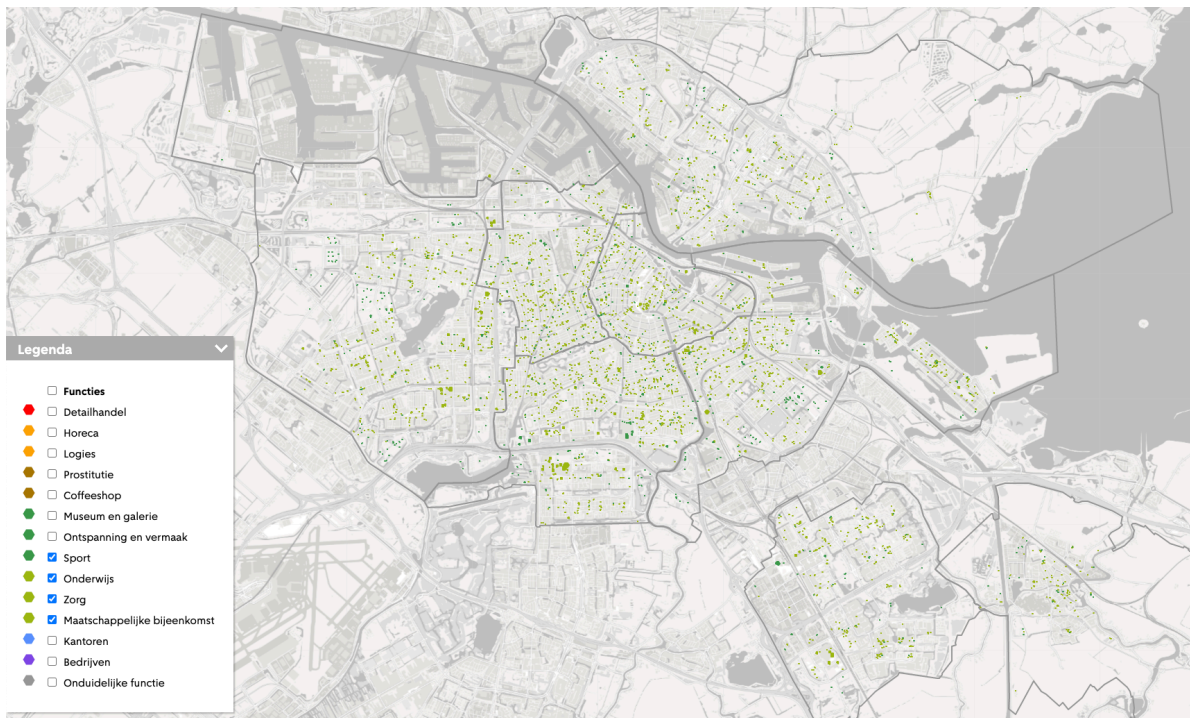 Legenda
Functies
Detailhandel
Horeca
Logies
Prostitutie
Coffeeshop
Museum en galerie
Ontspanning en vermaak
Sport
Onderwijs
Zorg
Maatschappelijke bijeenkomst
Kantoren
Bedrijven
Onduidelijke functie